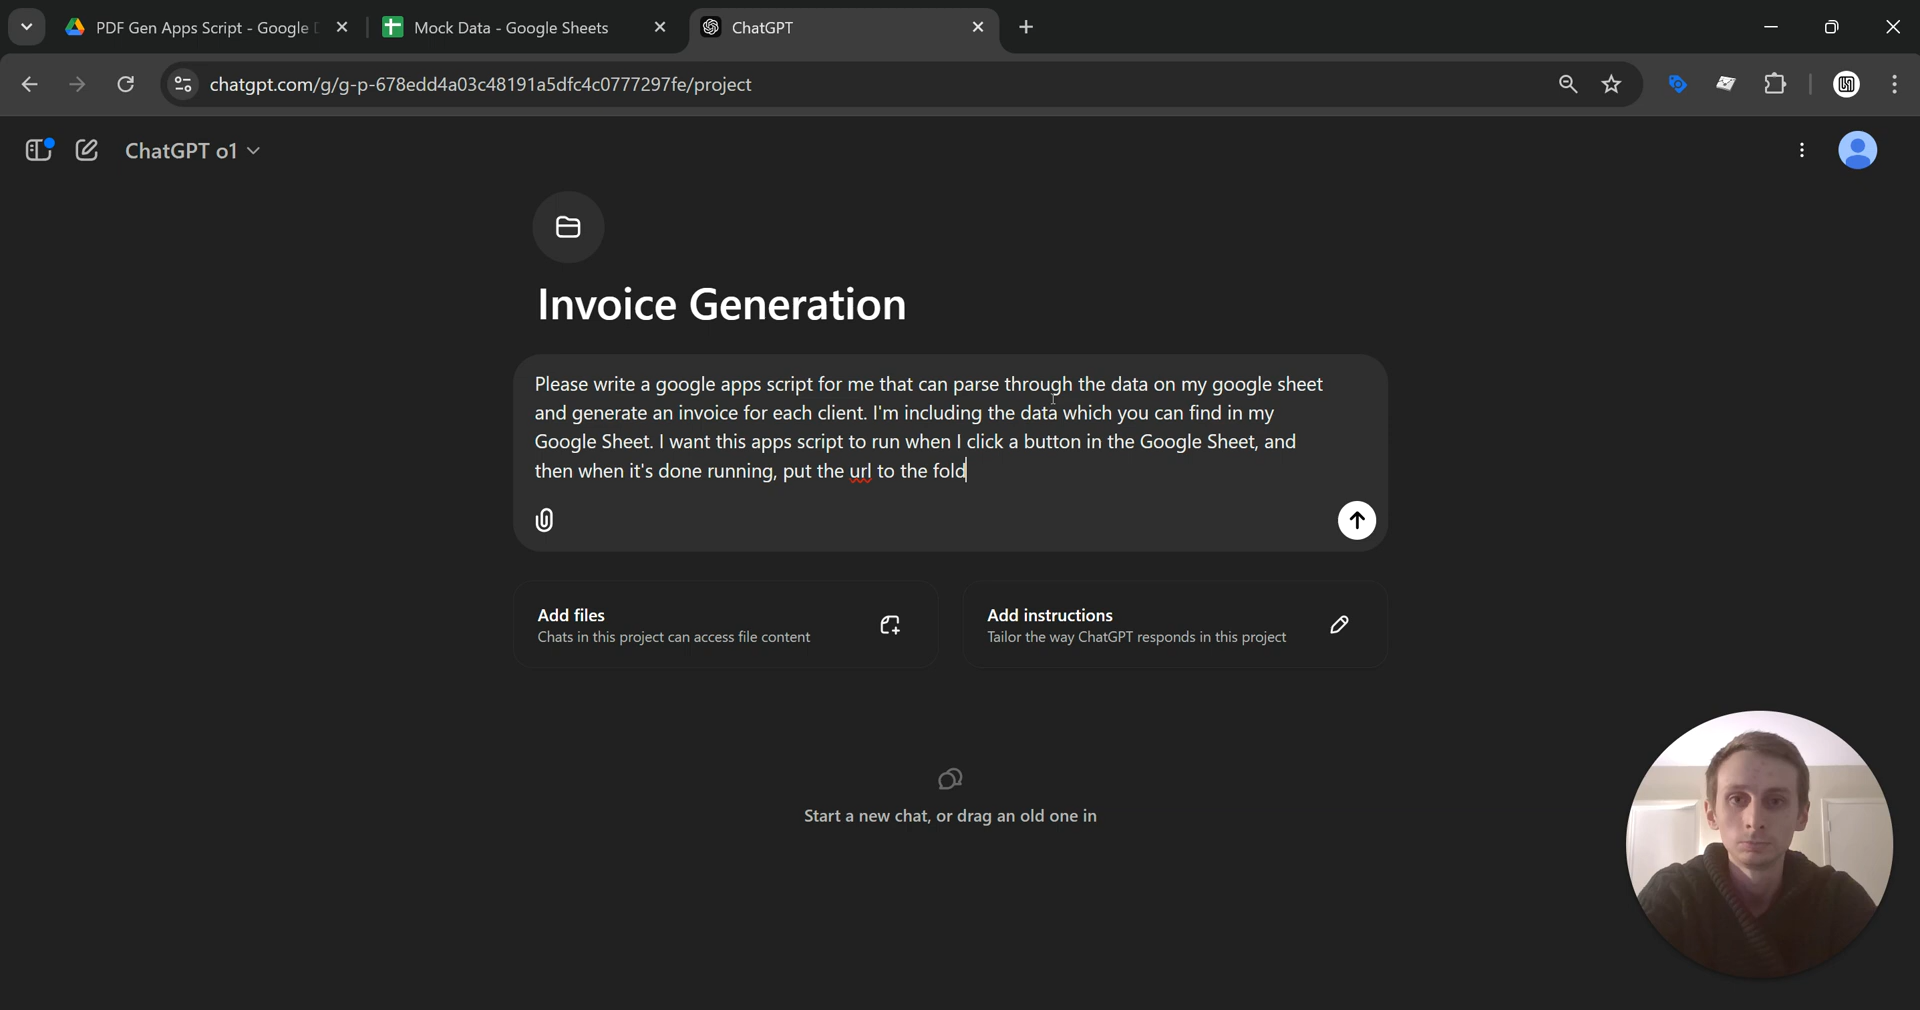 PDF Gen Apps Script - Google D
Mock Data - Google Sheets
ChatGPT
chatgpt.com/g/g-p-678edd4a03c48191a5dfc4c0777297fe/project
ChatGPT o1
Invoice Generation
Please write a google apps script for me that can parse through the data on my google sheet
and generate an invoice for each client. I'm including the data which you can find in my
Google Sheet. I want this apps script to run when I click a button in the Google Sheet, and
then when it's done running, put the url to the fold
Add files
Chats in this project can access file content
Add instructions
Tailor the way ChatGPT responds in this project
Start a new chat, or drag an old one in